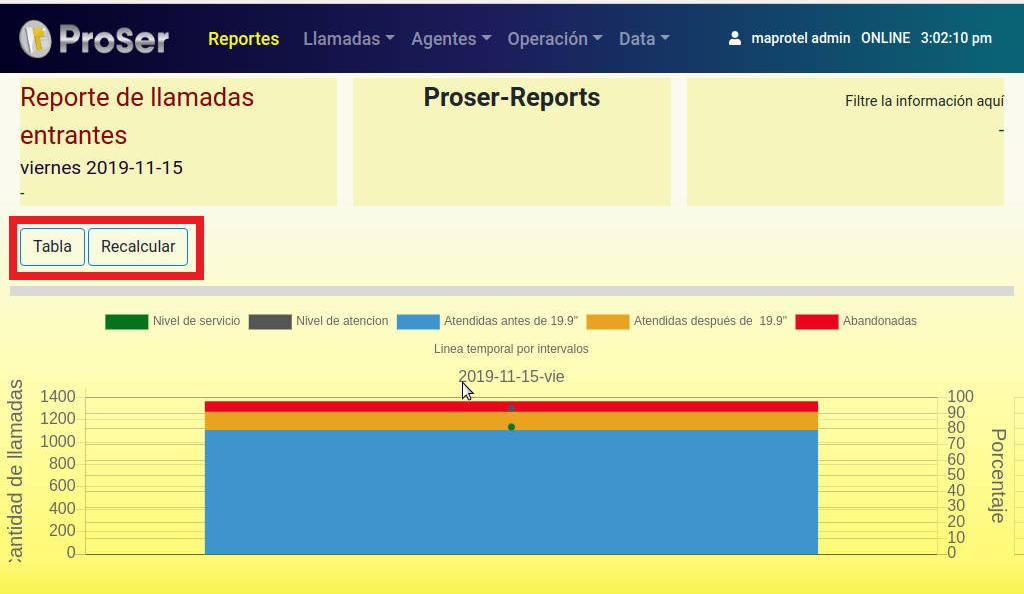 ProSer Reportes Llamadas Agentes Operación Data maprotel admin ONLINE 3:02:10 pm
Reporte de llamadas
entrantes
viernes 2019-11-15
-
Proser-Reports
Filtre la información aquí
-
Tabla Recalcular
Nivel de servicio Nivel de atencion Atendidas antes de 19.9" Atendidas después de 19.9" Abandonadas
Linea temporal por intervalos
2019-11-15-vie
Cantidad de llamadas
1400
1200
1000
800
600
400
200
0
100
90
80
70
60
50
40
30
20
10
0
Porcentaje